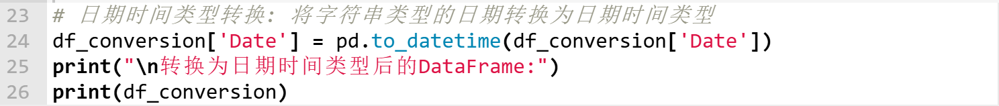 23 # 日期时间类型转换：将字符串类型的日期转换为日期时间类型
24 df_conversion['Date'] = pd.to_datetime(df_conversion['Date'])
25 print("\n转换为日期时间类型后的DataFrame:")
26 print(df_conversion)